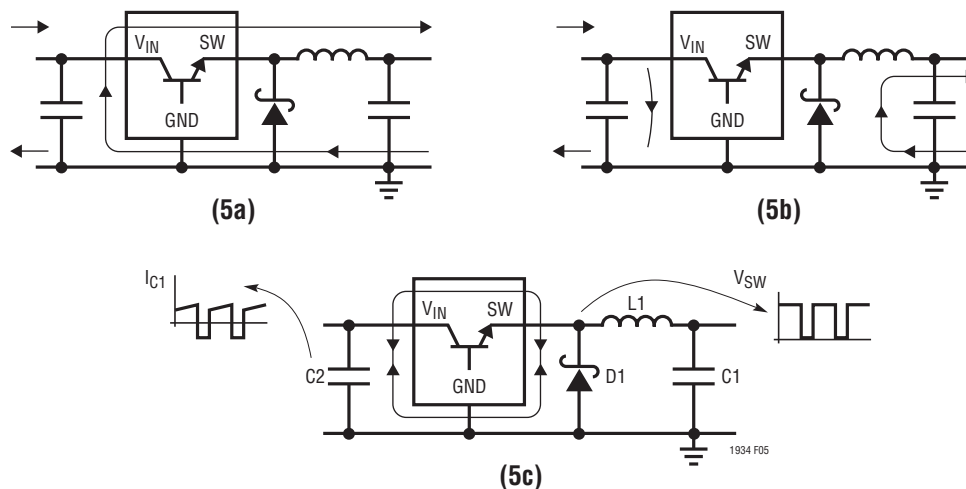 VIN SW
GND
(5a)
VIN SW
GND
(5b)
IC1
VIN SW
GND
C2
D1
L1
C1
VSW
1934 F05
(5c)